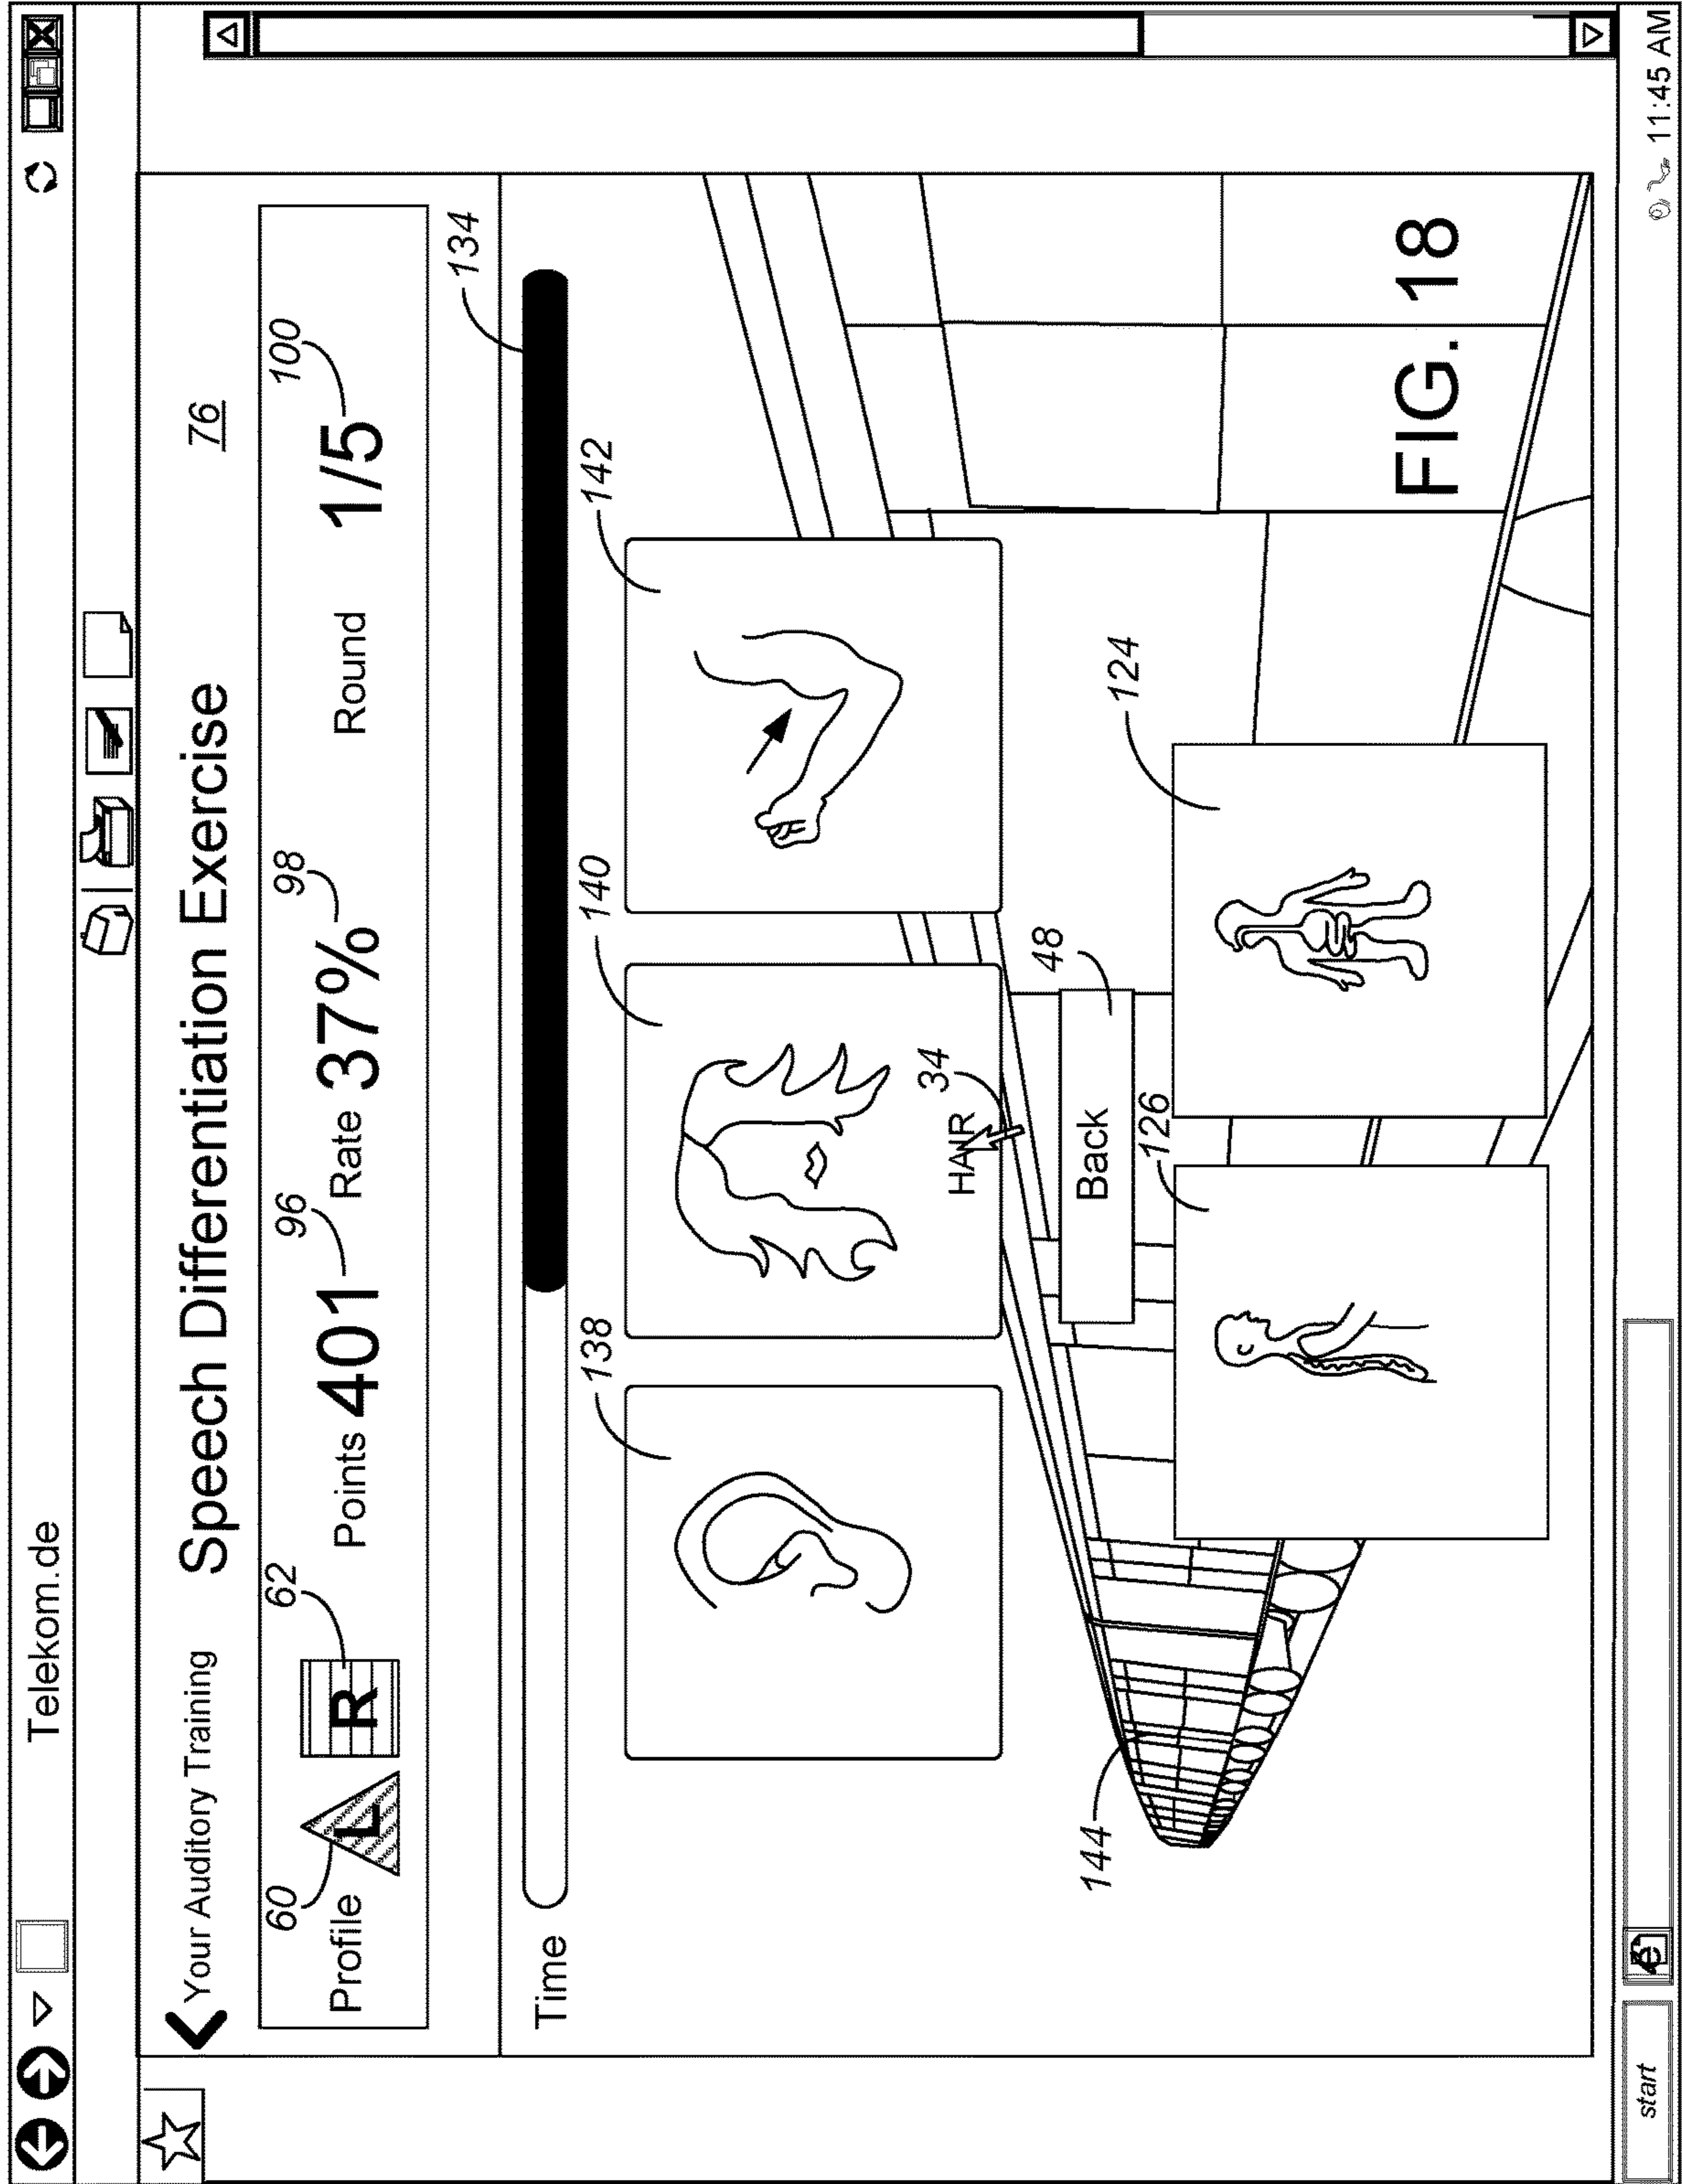 Telekom.de
Your Auditory Training Speech Differentiation Exercise 76
60 62 96 98 100
Profile L R Points 401 Rate 37% Round 1/5
134
Time
138 140 142
HAIR 34
48
Back
144 126 124
FIG. 18
start 11:45 AM